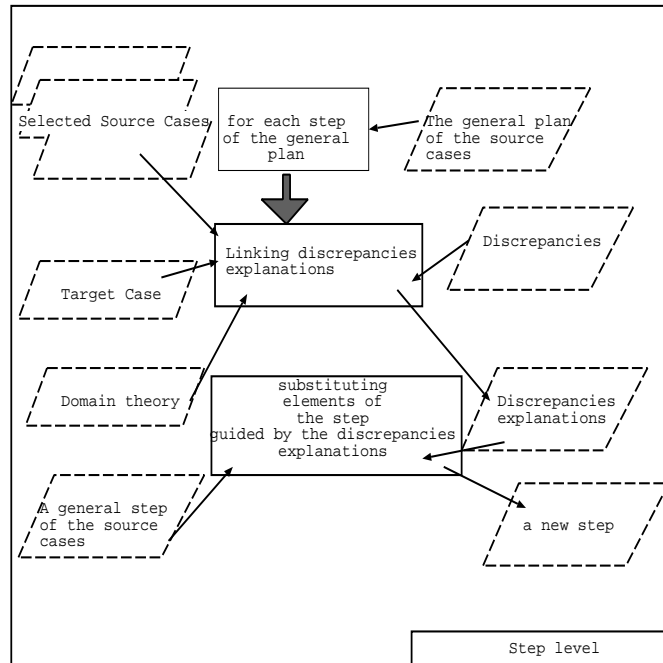 Selected Source Cases
for each step
of the general
plan
The general plan
of the source
cases
Linking discrepancies
explanations
Discrepancies
Target Case
Domain theory
substituting
elements of
the step
guided by the discrepancies
explanations
Discrepancies
explanations
A general step
of the source
cases
a new step
Step level